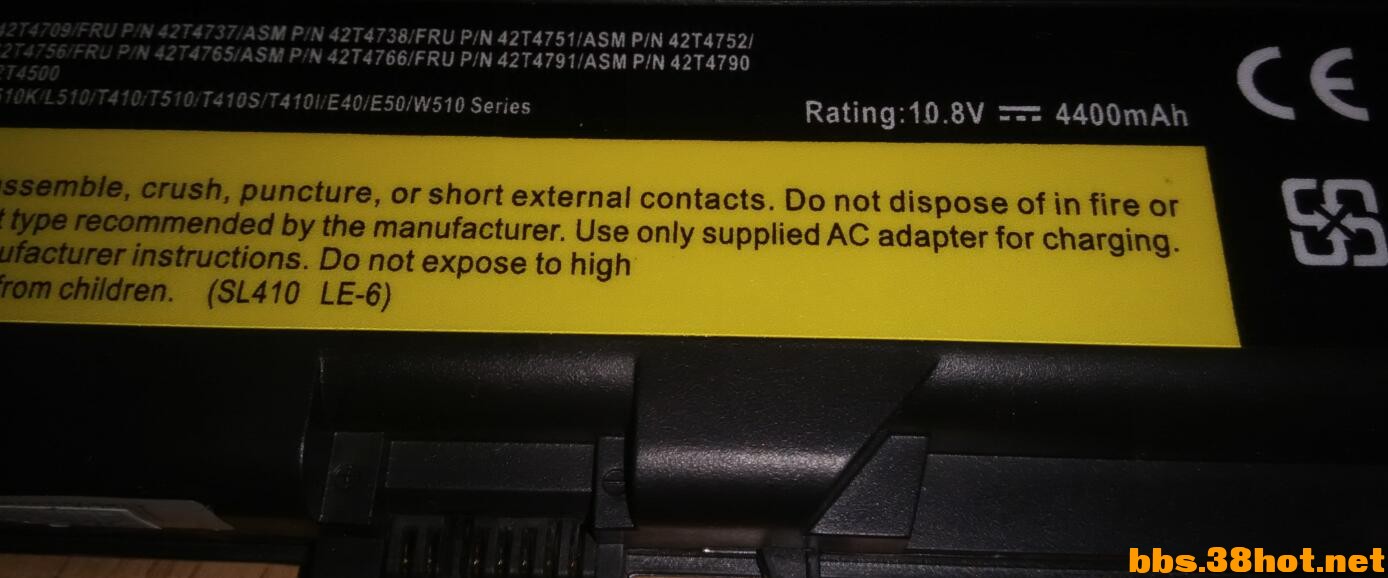 42T4709/FRU P/N 42T4737/ASM P/N 42T4738/FRU P/N 42T4751/ASM P/N 42T4752/
2T4756/FRU P/N 42T4765/ASM P/N 42T4766/FRU P/N 42T4791/ASM P/N 42T4790
2T4500
510K/L510/T410/T510/T410S/T410I/E40/E50/W510 Series
Rating:10.8V 4400mAh
CE
ssemble, crush, puncture, or short external contacts. Do not dispose of in fire or
t type recommended by the manufacturer. Use only supplied AC adapter for charging.
ufacturer instructions. Do not expose to high
from children. (SL410 LE-6)
bbs.38hot.net